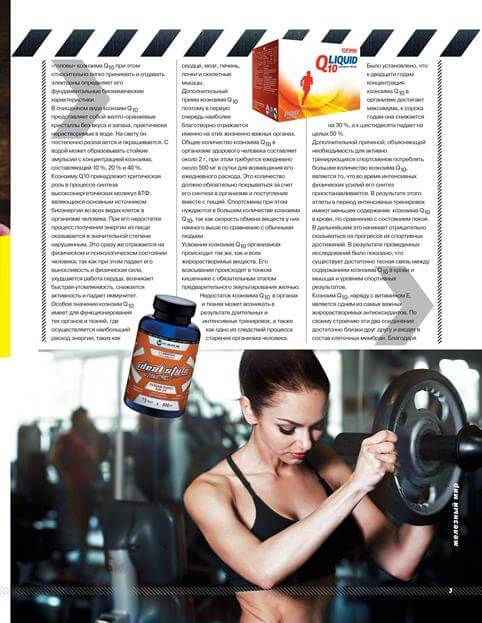 «головы» коэнзима Q10 при этом
относительно легко принимать и отдавать
электроны определяет его
фундаментальные биохимические
характеристики.
В очищенном виде коэнзим Q10
представляет собой желто-оранжевые
кристаллы без вкуса и запаха, практически
нерастворимые в воде. На свету он
постепенно разлагается и окрашивается. С
водой может образовывать стойкие
эмульсии с концентрацией коэнзима,
составляющей 10 %, 20 % и 40 %.
Коэнзиму Q10 принадлежит критическая
роль в процессе синтеза
высокоэнергетических молекул АТФ,
являющихся основным источником
биоэнергии во всех видах клеток в
организме человека. При его недостатке
процесс получения энергии из пищи
оказывается в значительной степени
нарушенным. Это сразу же отражается на
физическом и психологическом состоянии
человека, так как при этом падает его
выносливость и физическая сила,
ухудшается работа сердца, возникает
быстрая утомляемость, снижается
активность и падает иммунитет.
Особое значение коэнзим Q10
имеет для функционирования
тех органов и тканей, где
осуществляется наибольший
расход энергии, таких как
сердце, мозг, печень,
почки и скелетные
мышцы.
Дополнительный
прием коэнзима Q10
поэтому в первую
очередь наиболее
благотворно отражается
именно на этих жизненно важных органах.
Общее количество коэнзима Q10 в
организме здорового человека составляет
около 2 г, при этом требуется ежедневно
около 500 мг в сутки для возмещения его
ежедневного расхода. Это количество
должно обязательно покрываться за счет
его синтеза в организме и поступления
вместе с пищей. Спортсмены при этом
нуждаются в большем количестве коэнзима
Q10, так как скорость обмена веществ у них
намного выше по сравнению с обычными
людьми.
Усвоение коэнзима Q10 организмом
происходит так же, как и всех
жирорастворимых веществ. Его
всасывание происходит в тонком
кишечнике с обязательным этапом
предварительного эмульгирования желчью.
Недостаток коэнзима Q10 в органах
и тканях может возникать в
результате длительных и
интенсивных тренировок, а также
как одно из следствий процесса
старения организма человека.
LIQUID
Q10
Было установлено, что
к двадцати годам
концентрация
коэнзима Q10 в
организме достигает
максимума, к сорока
годам она снижается
на 30 %, а к шестидесяти падает на
целых 50 %.
Дополнительной причиной, объясняющей
необходимость для активно
тренирующихся спортсменов потреблять
большее количество коэнзима Q10,
является то, что во время интенсивных
физических усилий его синтез
приостанавливается. В результате этого
атлеты в период интенсивных тренировок
имеют меньшее содержание коэнзима Q10
в крови, по сравнению с состоянием покоя.
В дальнейшем это начинает отрицательно
сказываться на прогрессе их спортивных
достижений. В результате проведенных
исследований было показано, что
существует достаточно тесная связь между
содержанием коэнзима Q10 в крови и
мышцах и уровнем спортивных
результатов.
Коэнзим Q10, наряду с витамином Е,
является одним из самых важных
жирорастворимых антиоксидантов. По
своему строению эти два соединения
достаточно близки друг другу и входят в
состав клеточных мембран. Благодаря
ideal style
железный мир
3